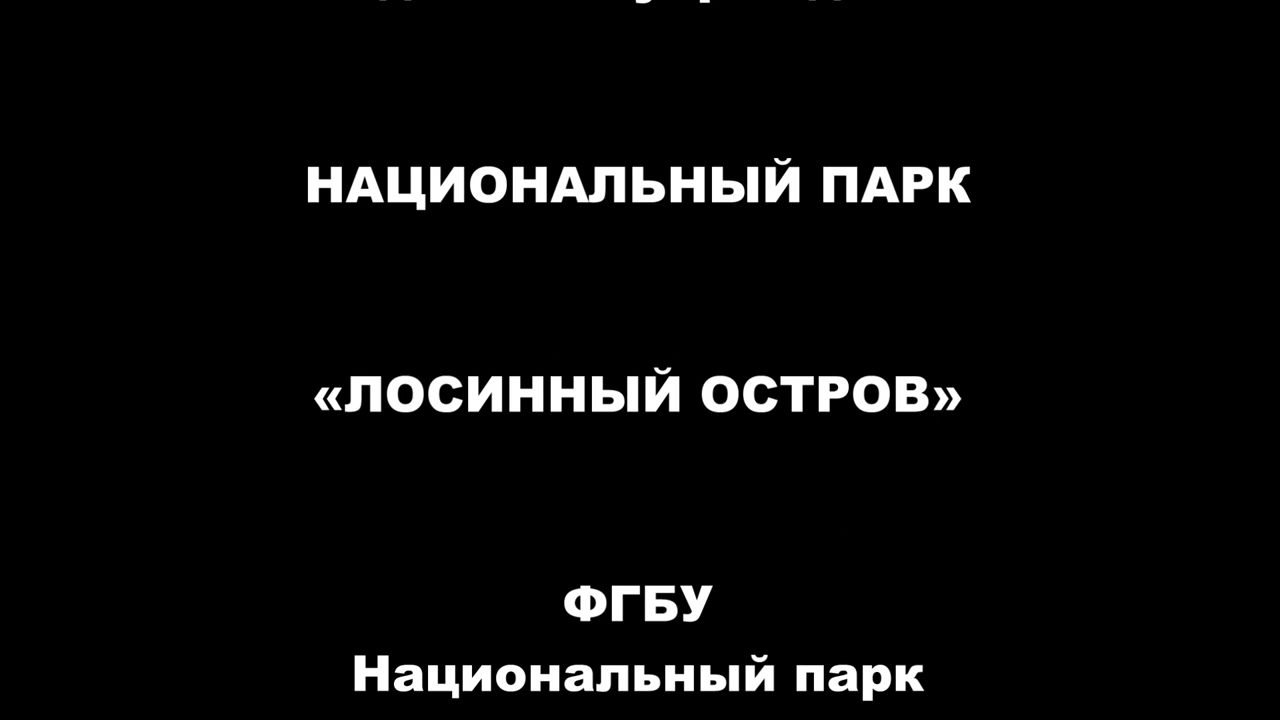 НАЦИОНАЛЬНЫЙ ПАРК
«ЛОСИННЫЙ ОСТРОВ»
ФГБУ
Национальный парк